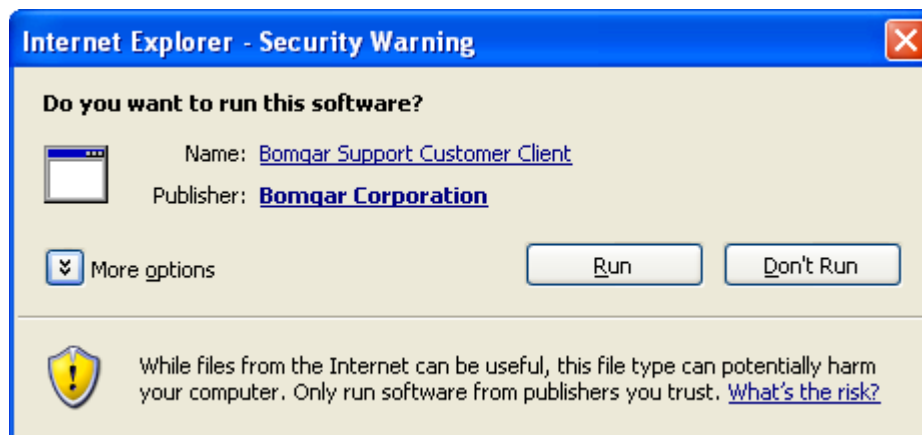 Internet Explorer - Security Warning
Do you want to run this software?
Name: Bomgar Support Customer Client
Publisher: Bomgar Corporation
More options Run Don't Run
While files from the Internet can be useful, this file type can potentially harm
your computer. Only run software from publishers you trust. What's the risk?